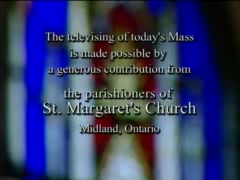 The televising of today's Mass
is made possible by
a generous contribution from
the parishioners of
St. Margaret's Church
Midland, Ontario